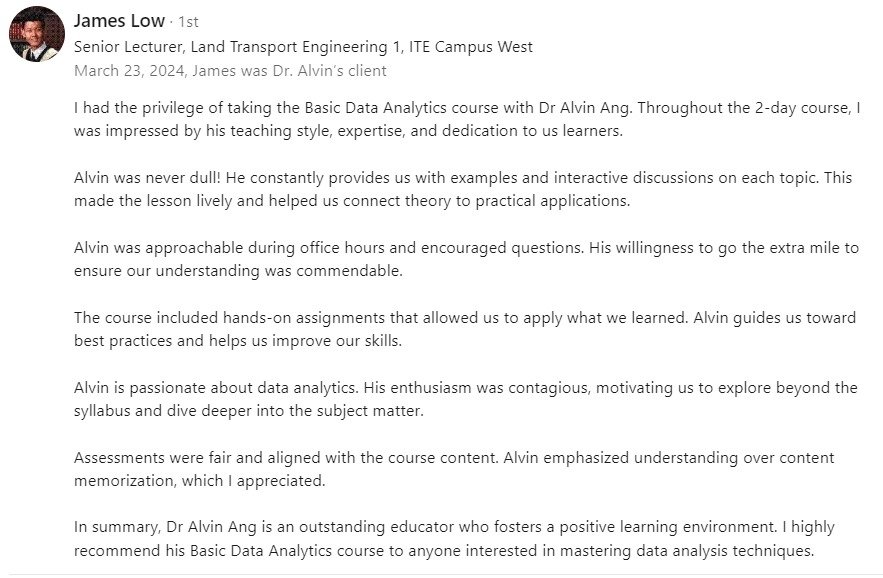 James Low · 1st
Senior Lecturer, Land Transport Engineering 1, ITE Campus West
March 23, 2024, James was Dr. Alvin's client
I had the privilege of taking the Basic Data Analytics course with Dr Alvin Ang. Throughout the 2-day course, I
was impressed by his teaching style, expertise, and dedication to us learners.
Alvin was never dull! He constantly provides us with examples and interactive discussions on each topic. This
made the lesson lively and helped us connect theory to practical applications.
Alvin was approachable during office hours and encouraged questions. His willingness to go the extra mile to
ensure our understanding was commendable.
The course included hands-on assignments that allowed us to apply what we learned. Alvin guides us toward
best practices and helps us improve our skills.
Alvin is passionate about data analytics. His enthusiasm was contagious, motivating us to explore beyond the
syllabus and dive deeper into the subject matter.
Assessments were fair and aligned with the course content. Alvin emphasized understanding over content
memorization, which I appreciated.
In summary, Dr Alvin Ang is an outstanding educator who fosters a positive learning environment. I highly
recommend his Basic Data Analytics course to anyone interested in mastering data analysis techniques.